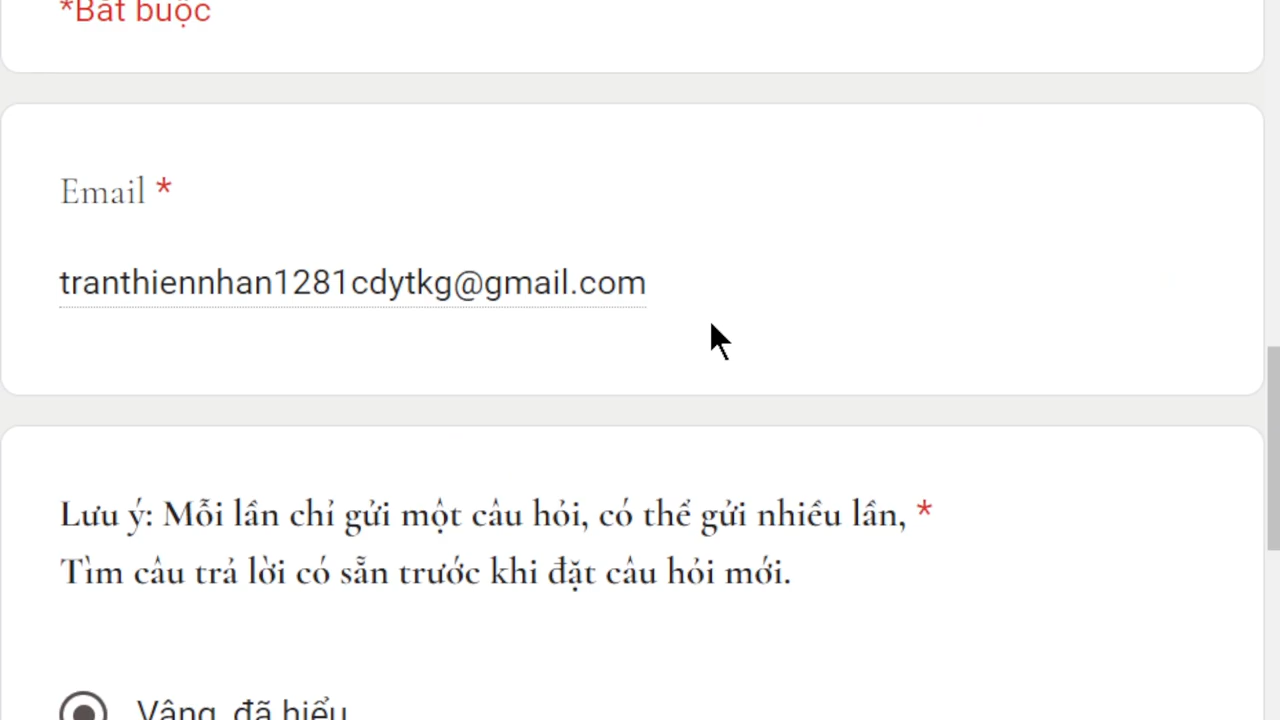 *Bắt buộc
Email *
tranthiennhan1281cdytkg@gmail.com
Lưu ý: Mỗi lần chỉ gửi một câu hỏi, có thể gửi nhiều lần, *
Tìm câu trả lời có sẵn trước khi đặt câu hỏi mới.
Vâng, đã hiểu